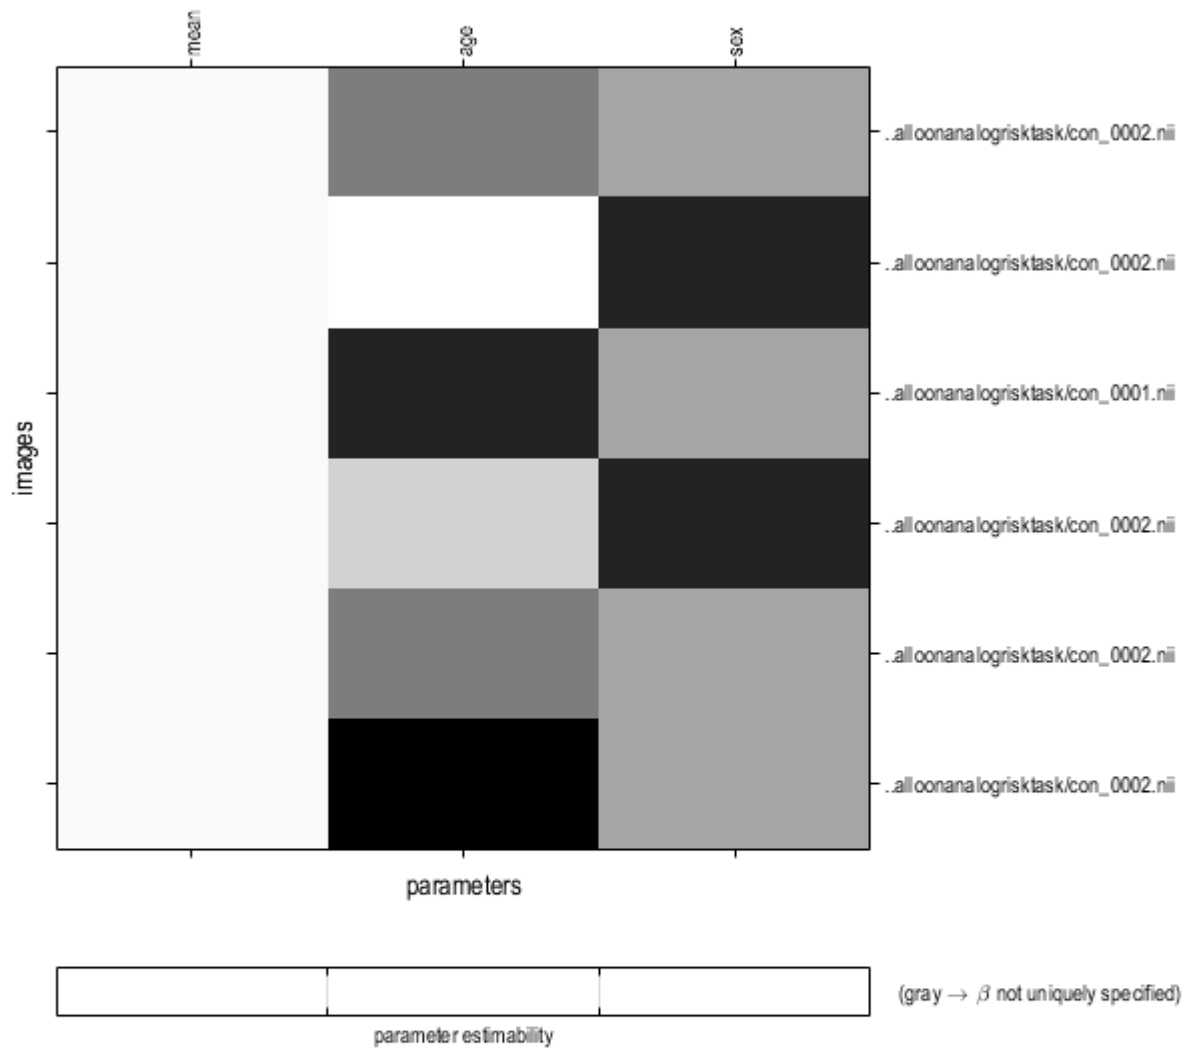 mean
age
sex
..alloonanalogrisktask/con_0002.nii
..alloonanalogrisktask/con_0002.nii
..alloonanalogrisktask/con_0001.nii
..alloonanalogrisktask/con_0002.nii
..alloonanalogrisktask/con_0002.nii
..alloonanalogrisktask/con_0002.nii
images
parameters
(gray → β not uniquely specified)
parameter estimability